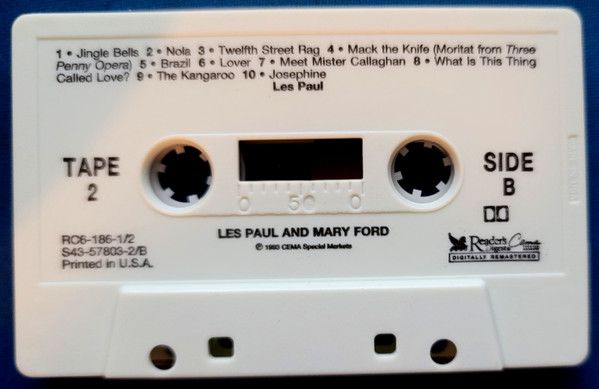 1 • Jingle Bells 2 • Nola 3 • Twelfth Street Rag 4 • Mack the Knife (Moritat from Three
Penny Opera) 5 • Brazil 6 • Lover 7 • Meet Mister Callaghan 8 • What Is This Thing
Called Love? 9 • The Kangaroo 10 • Josephine
Les Paul
TAPE
2
SIDE
B
0 50 0
RC6-186-1/2
S43-57803-2/B
Printed in U.S.A.
LES PAUL AND MARY FORD
℗ 1993 CEMA Special Markets
Reader's
Digest
Cema
DIGITALLY REMASTERED